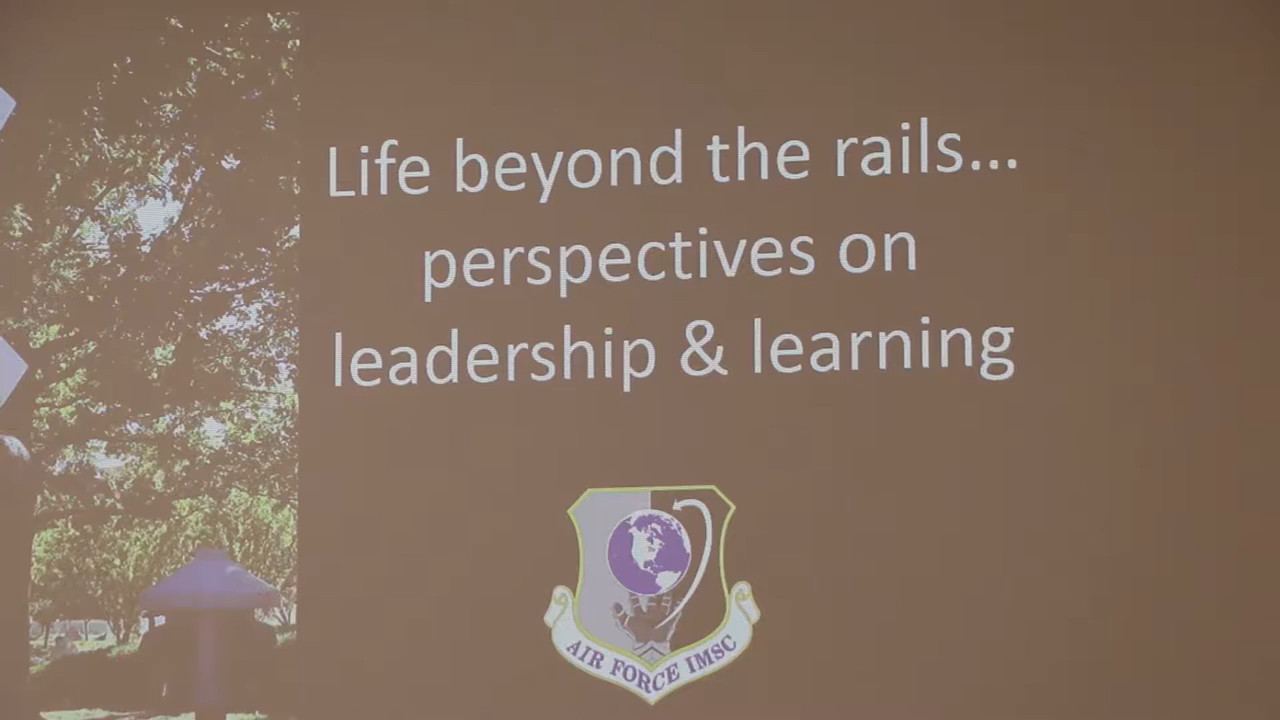 Life beyond the rails...
perspectives on
leadership & learning
AIR FORCE IMSC